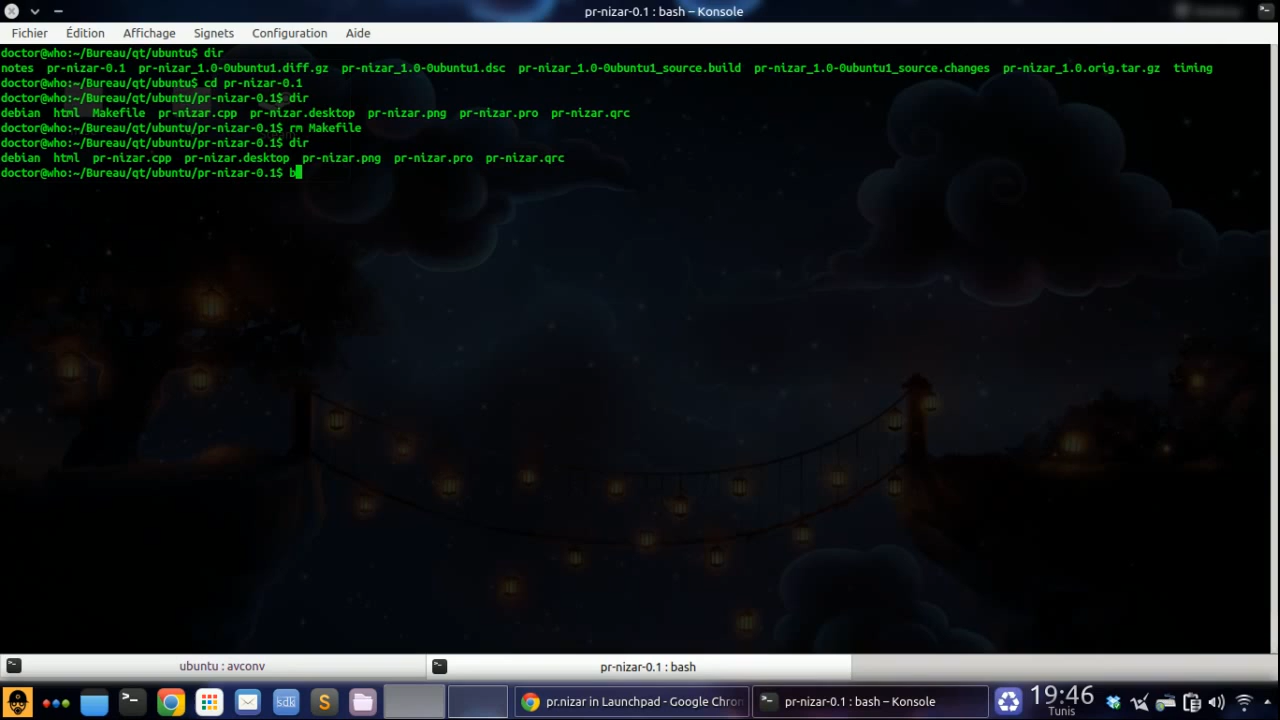 pr-nizar-0.1 : bash – Konsole
Fichier Édition Affichage Signets Configuration Aide
doctor@who:~/Bureau/qt/ubuntu$ dir
notes pr-nizar-0.1 pr-nizar_1.0-0ubuntu1.diff.gz pr-nizar_1.0-0ubuntu1.dsc pr-nizar_1.0-0ubuntu1_source.build pr-nizar_1.0-0ubuntu1_source.changes pr-nizar_1.0.orig.tar.gz timing
doctor@who:~/Bureau/qt/ubuntu$ cd pr-nizar-0.1
doctor@who:~/Bureau/qt/ubuntu/pr-nizar-0.1$ dir
debian html Makefile pr-nizar.cpp pr-nizar.desktop pr-nizar.png pr-nizar.pro pr-nizar.qrc
doctor@who:~/Bureau/qt/ubuntu/pr-nizar-0.1$ rm Makefile
doctor@who:~/Bureau/qt/ubuntu/pr-nizar-0.1$ dir
debian html pr-nizar.cpp pr-nizar.desktop pr-nizar.png pr-nizar.pro pr-nizar.qrc
doctor@who:~/Bureau/qt/ubuntu/pr-nizar-0.1$ b
ubuntu : avconv pr-nizar-0.1 : bash
sdk S pr.nizar in Launchpad - Google Chron pr-nizar-0.1 : bash – Konsole 19:46
Tunis